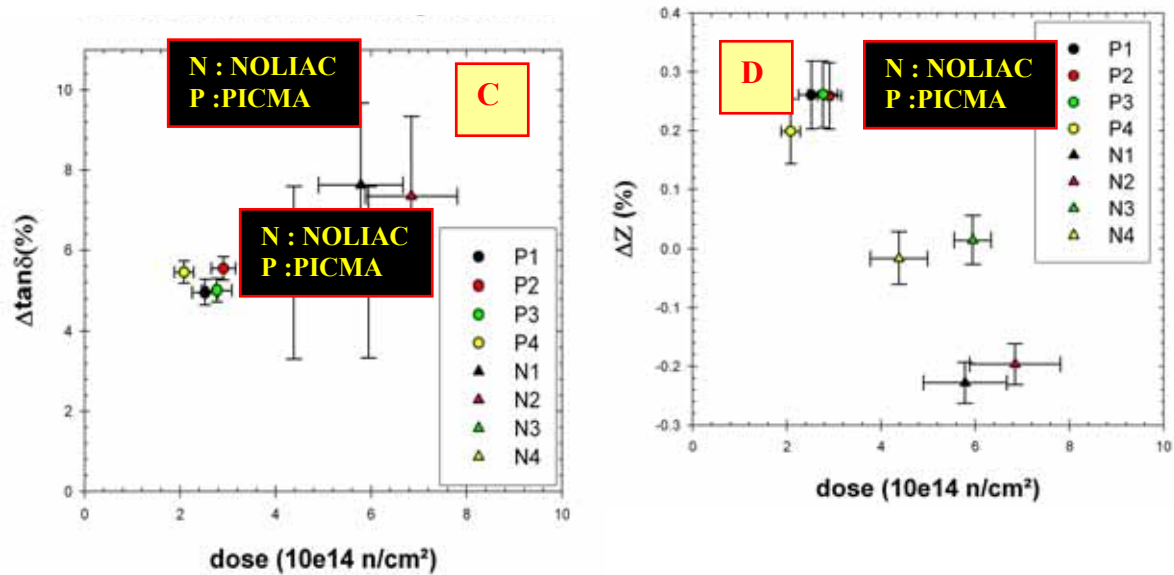 N : NOLIAC
P :PICMA
C
N : NOLIAC
P :PICMA
Δtanδ(%)
10
8
6
4
2
0
P1
P2
P3
P4
N1
N2
N3
N4
0 2 4 6 8 10
dose (10e14 n/cm²)
D
N : NOLIAC
P :PICMA
ΔZ (%)
0.4
0.3
0.2
0.1
0.0
-0.1
-0.2
-0.3
P1
P2
P3
P4
N1
N2
N3
N4
0 2 4 6 8 10
dose (10e14 n/cm²)